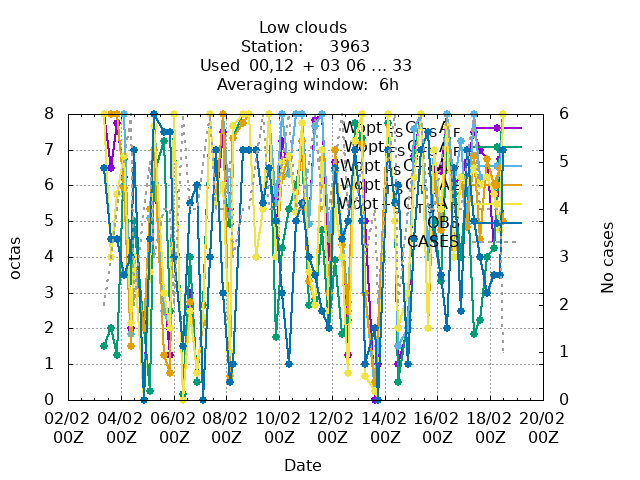 Low clouds
Station: 3963
Used 00,12 + 03 06 ... 33
Averaging window: 6h
8
7
6
5
4
3
2
1
0
octas
6
5
4
3
2
1
0
No cases
OBS
CASES
02/02 04/02 06/02 08/02 10/02 12/02 14/02 16/02 18/02 20/02
00Z 00Z 00Z 00Z 00Z 00Z 00Z 00Z 00Z 00Z
Date